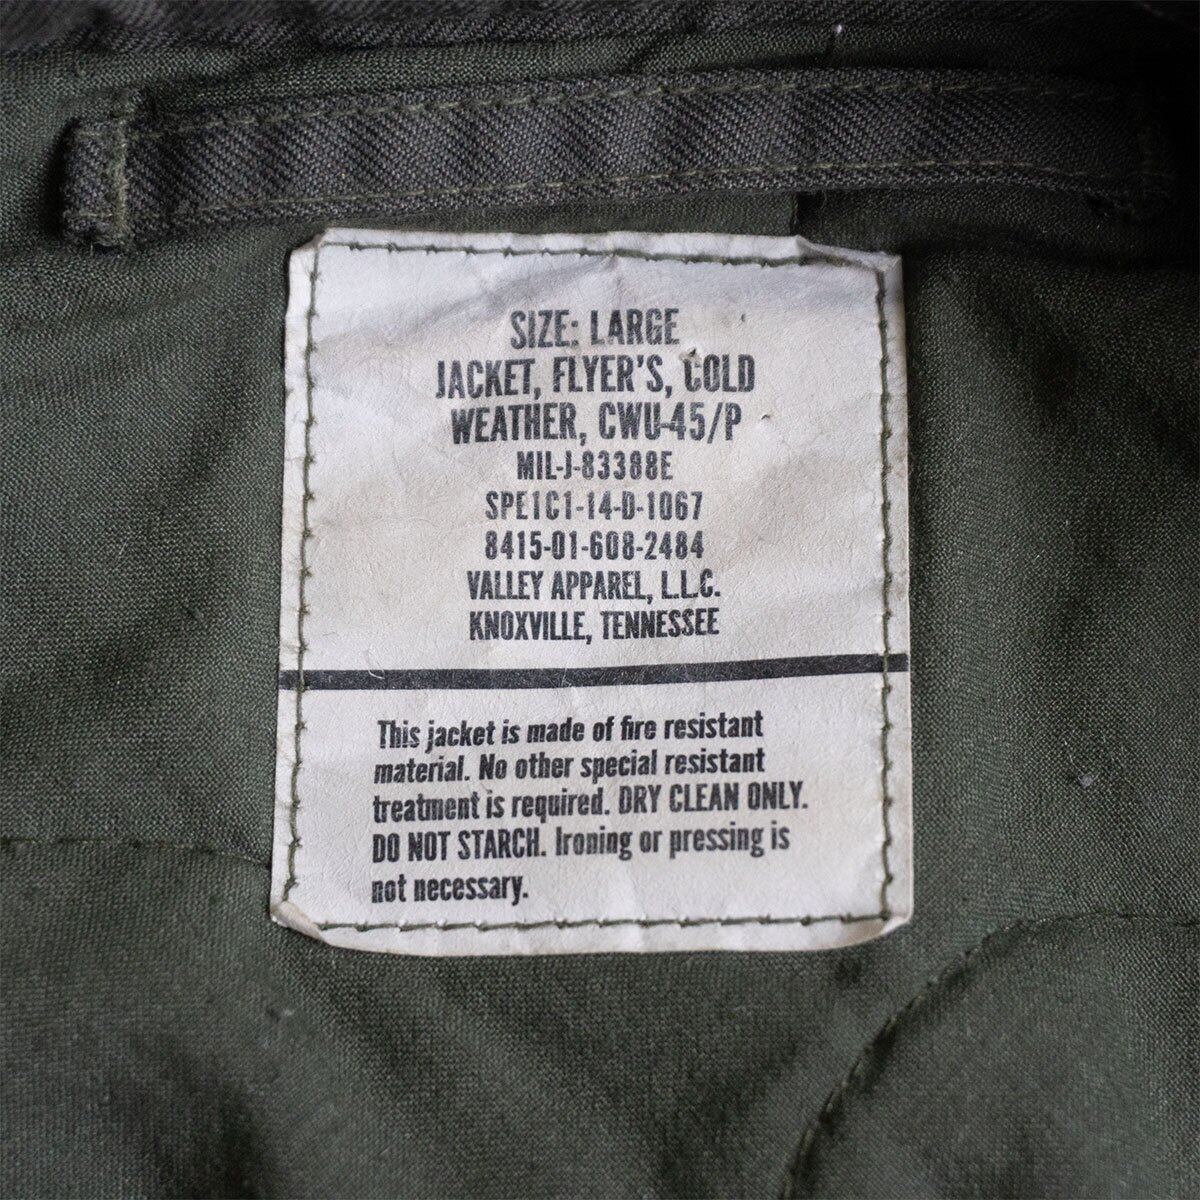 SIZE: LARGE
JACKET, FLYER'S, COLD
WEATHER, CWU-45/P
MIL-J-83388E
SPE1C1-14-D-1067
8415-01-608-2484
VALLEY APPAREL, L.L.C.
KNOXVILLE, TENNESSEE
This jacket is made of fire resistant
material. No other special resistant
treatment is required. DRY CLEAN ONLY.
DO NOT STARCH. Ironing or pressing is
not necessary.